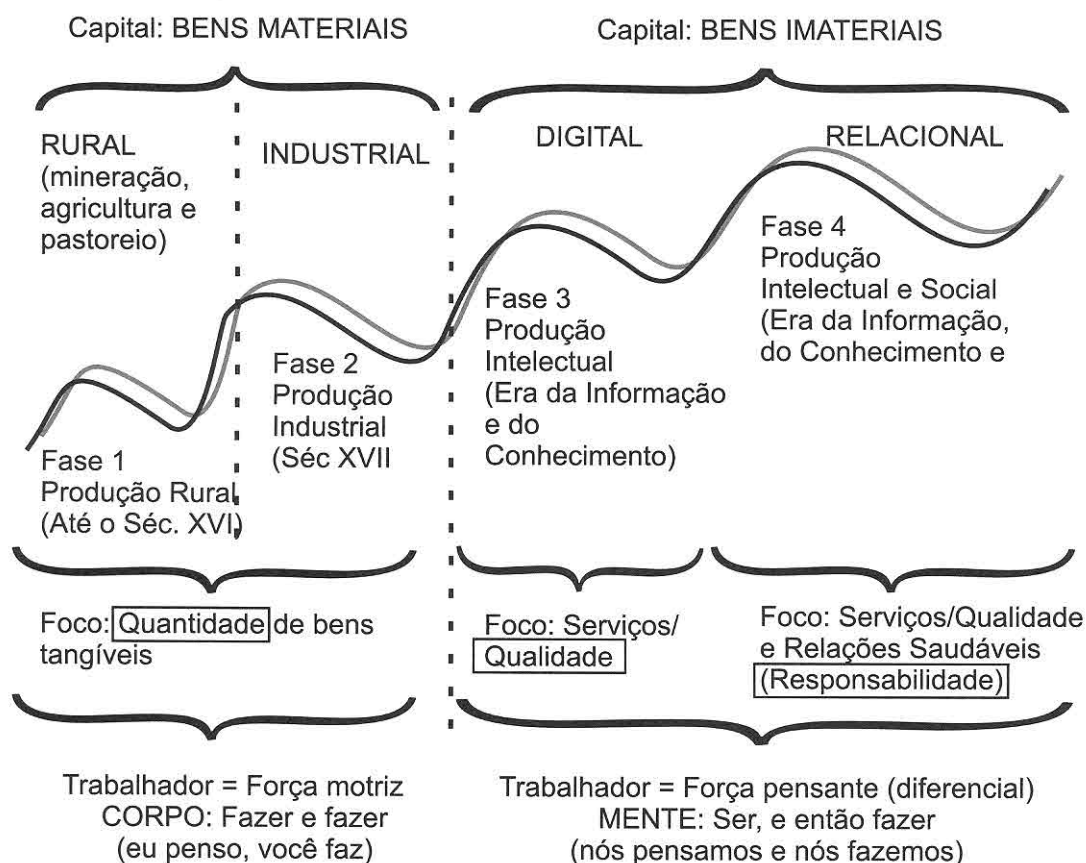 Capital: BENS MATERIAIS
Capital: BENS IMATERIAIS
RURAL
(mineração,
agricultura e
pastoreio)
INDUSTRIAL
DIGITAL
RELACIONAL
Fase 1
Produção Rural
(Até o Séc. XVI)
Fase 2
Produção
Industrial
(Séc XVII
Fase 3
Produção
Intelectual
(Era da Informação
e do
Conhecimento)
Fase 4
Produção
Intelectual e Social
(Era da Informação,
do Conhecimento e
Foco: Quantidade de bens
tangíveis
Foco: Serviços/
Qualidade
Foco: Serviços/Qualidade
e Relações Saudáveis
(Responsabilidade)
Trabalhador = Força motriz
CORPO: Fazer e fazer
(eu penso, você faz)
Trabalhador = Força pensante (diferencial)
MENTE: Ser, e então fazer
(nós pensamos e nós fazemos)